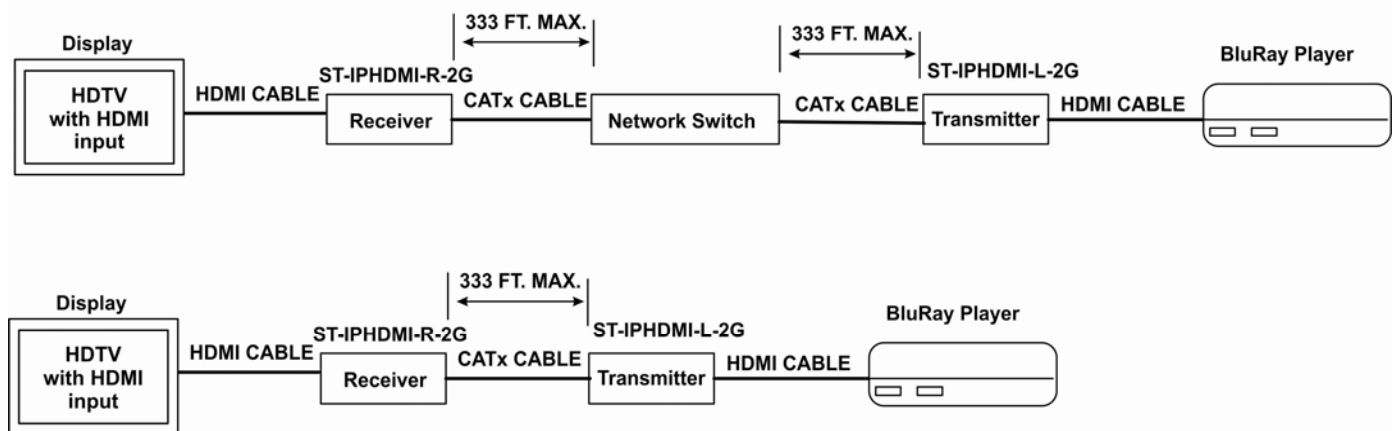 333 FT. MAX.
333 FT. MAX.
Display
BluRay Player
ST-IPHDMI-R-2G
ST-IPHDMI-L-2G
HDTV
with HDMI
input
HDMI CABLE
Receiver
CATx CABLE
Network Switch
CATx CABLE
Transmitter
HDMI CABLE
333 FT. MAX.
Display
BluRay Player
ST-IPHDMI-R-2G
ST-IPHDMI-L-2G
HDTV
with HDMI
input
HDMI CABLE
Receiver
CATx CABLE
Transmitter
HDMI CABLE